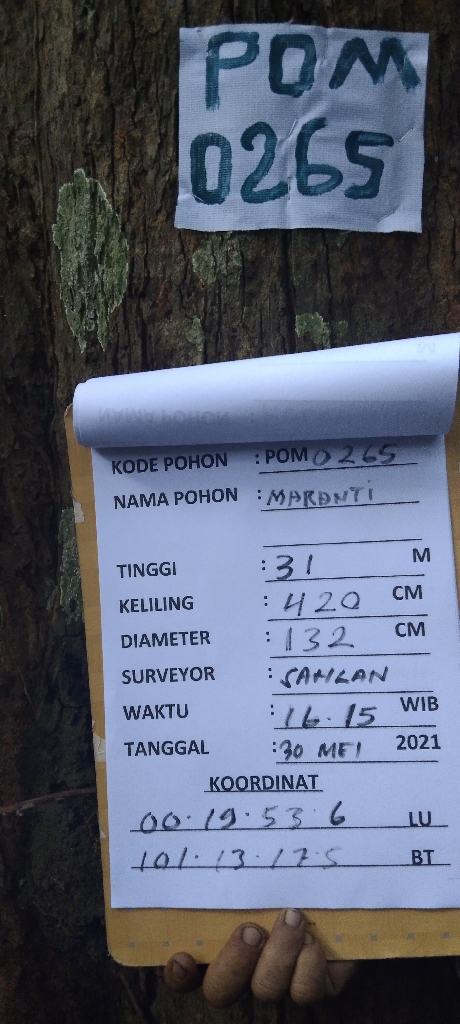 POM
0265
KODE POHON : POM 0265
NAMA POHON : MARANTI
TINGGI : 31 M
KELILING : 420 CM
DIAMETER : 132 CM
SURVEYOR : SAHLAN
WAKTU : 16.15 WIB
TANGGAL : 30 MEI 2021
KOORDINAT
00.19.53.6 LU
101.13.17.5 BT